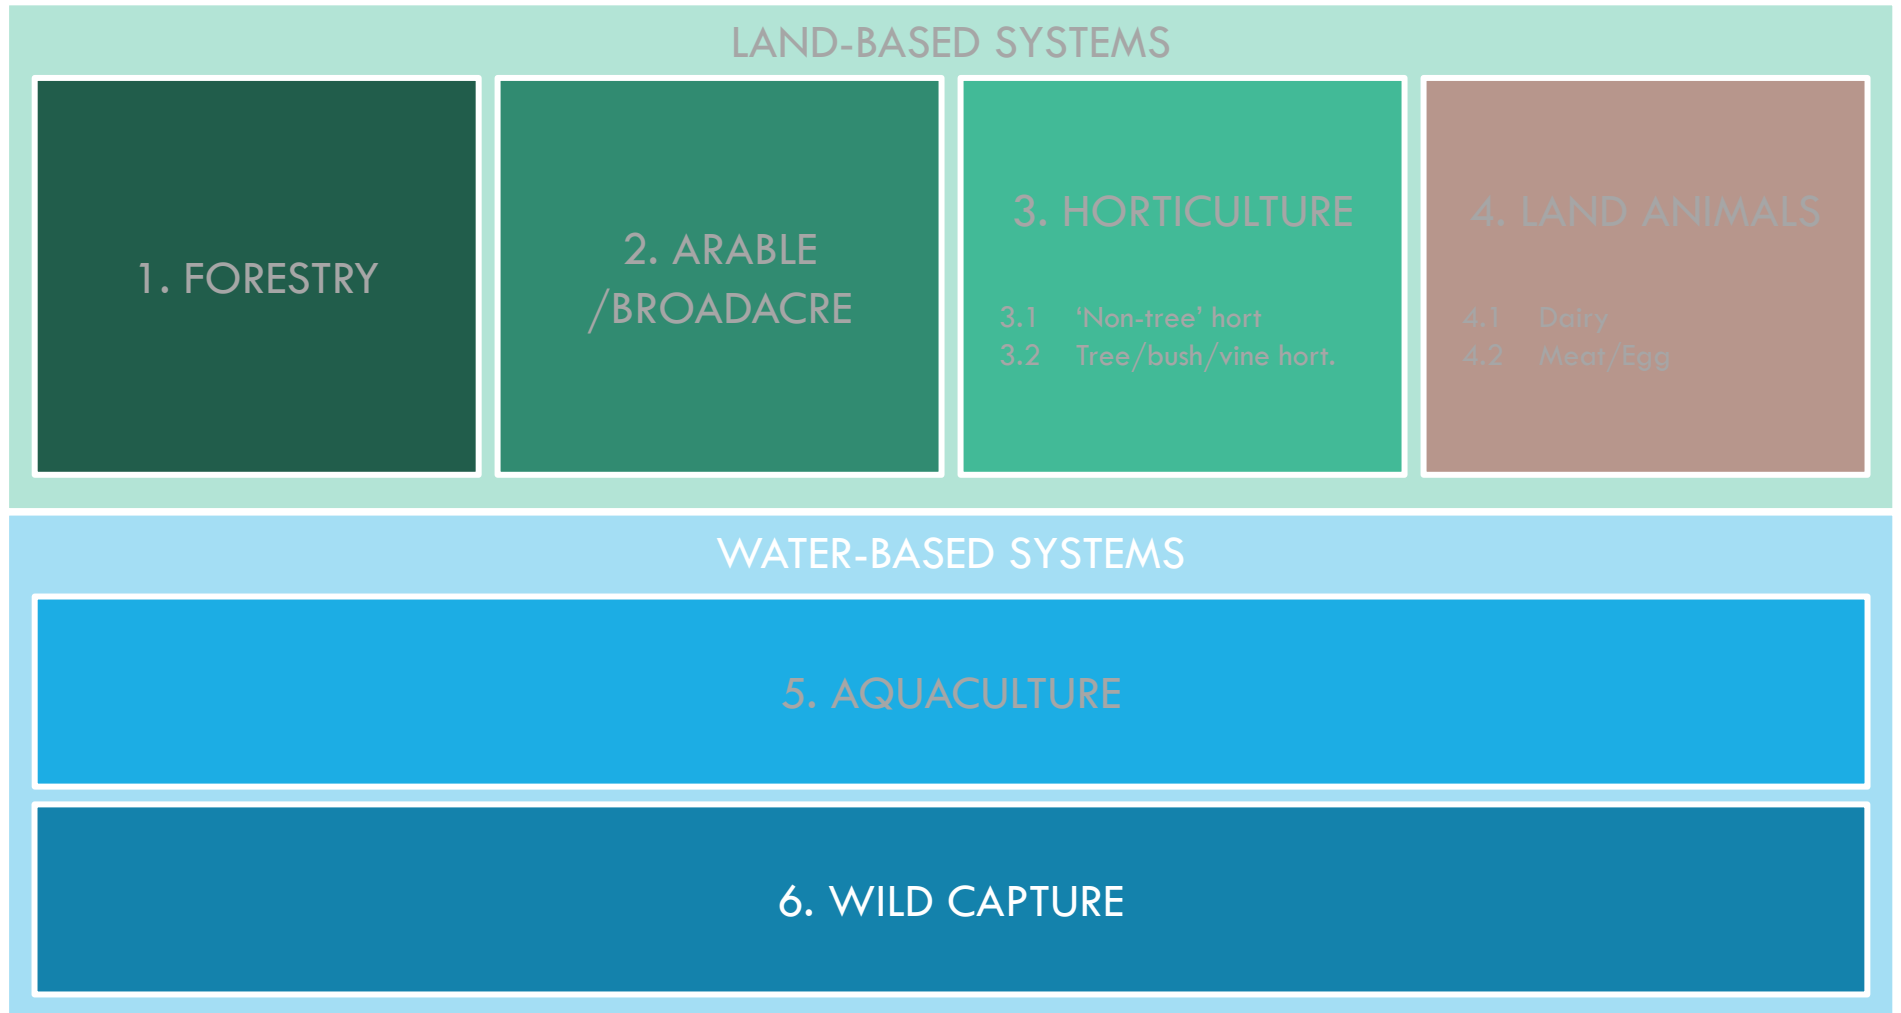 LAND-BASED SYSTEMS
1. FORESTRY
2. ARABLE
/BROADACRE
3. HORTICULTURE
3.1 ‘Non-tree’ hort
3.2 Tree/bush/vine hort.
4. LAND ANIMALS
4.1 Dairy
4.2 Meat/Egg
WATER-BASED SYSTEMS
5. AQUACULTURE
6. WILD CAPTURE